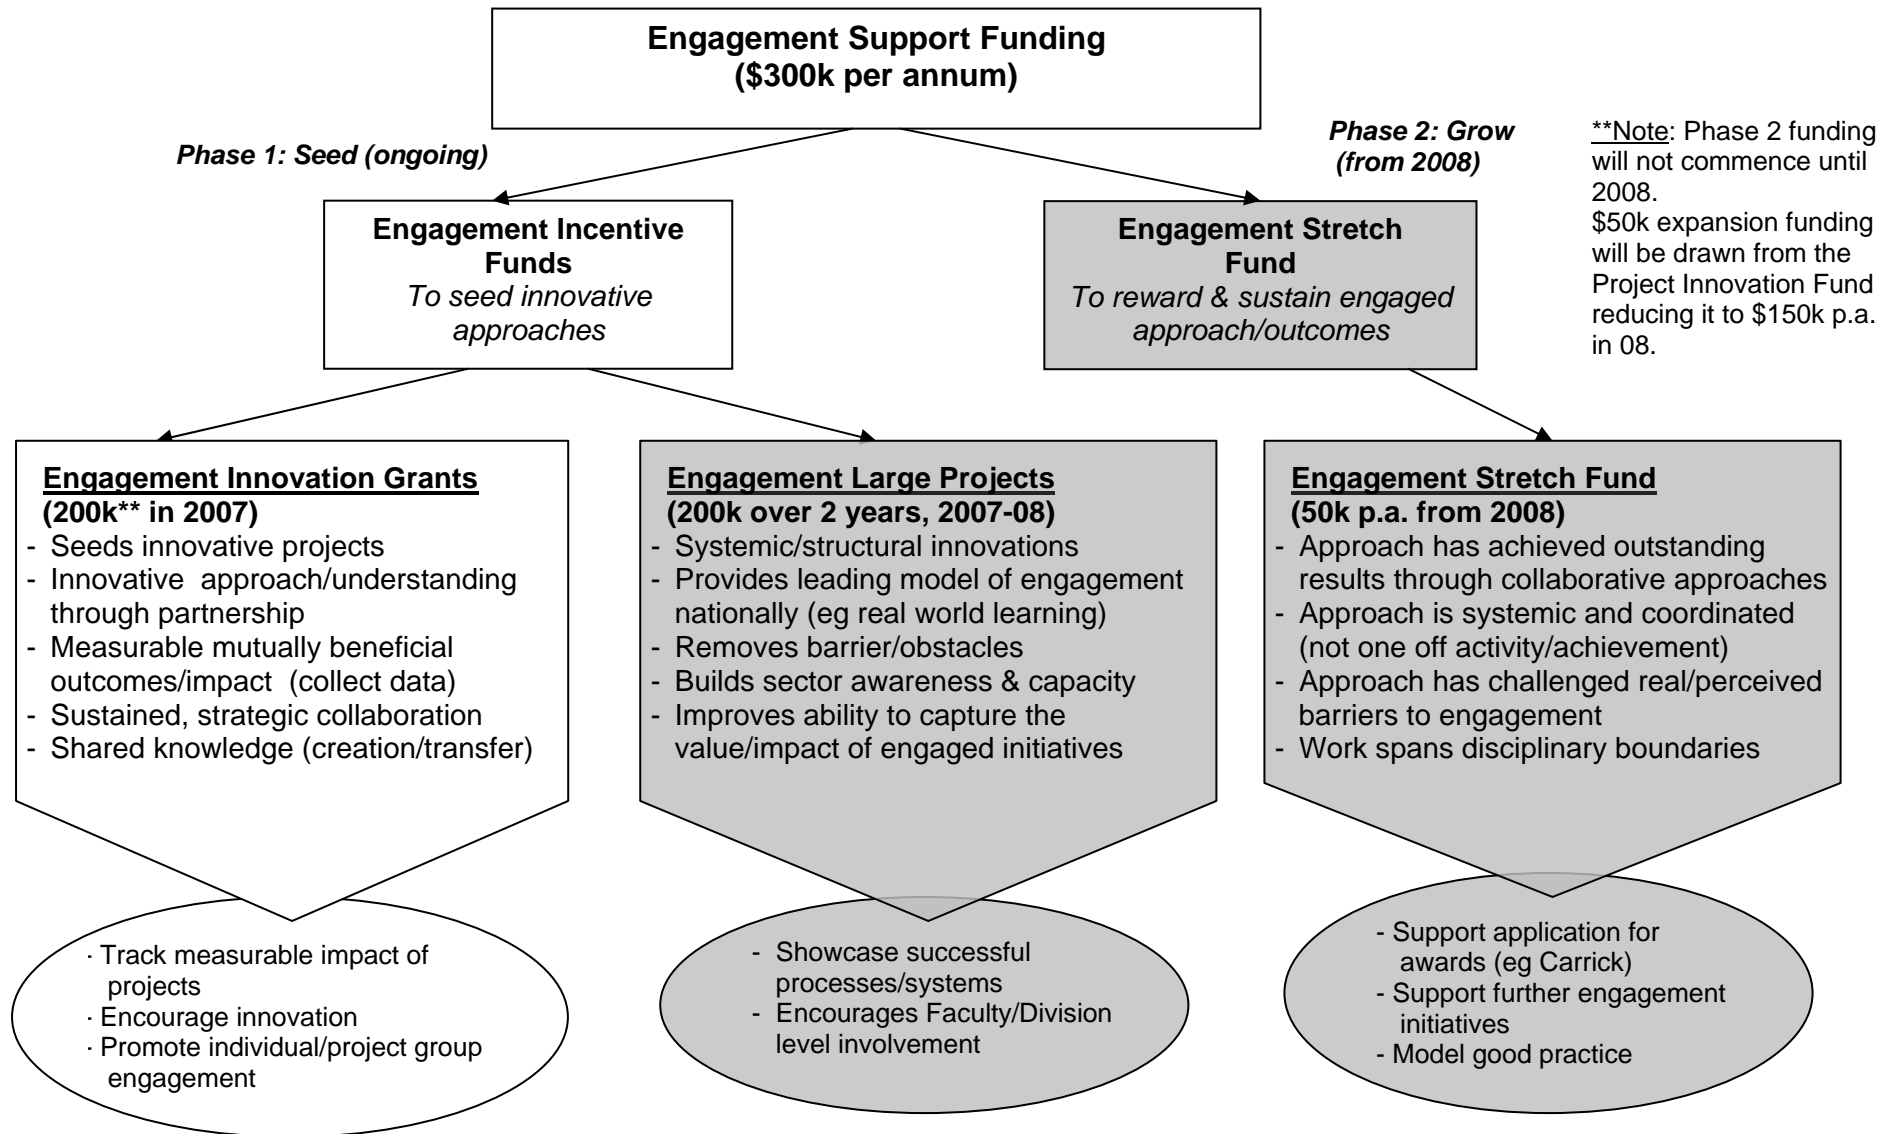 Engagement Support Funding
($300k per annum)
Phase 1: Seed (ongoing)
Phase 2: Grow
(from 2008)
**Note: Phase 2 funding
will not commence until
2008.
$50k expansion funding
will be drawn from the
Project Innovation Fund
reducing it to $150k p.a.
in 08.
Engagement Incentive
Funds
To seed innovative
approaches
Engagement Stretch
Fund
To reward & sustain engaged
approach/outcomes
Engagement Innovation Grants
(200k** in 2007)
- Seeds innovative projects
- Innovative approach/understanding
through partnership
- Measurable mutually beneficial
outcomes/impact (collect data)
- Sustained, strategic collaboration
- Shared knowledge (creation/transfer)
Engagement Large Projects
(200k over 2 years, 2007-08)
- Systemic/structural innovations
- Provides leading model of engagement
nationally (eg real world learning)
- Removes barrier/obstacles
- Builds sector awareness & capacity
- Improves ability to capture the
value/impact of engaged initiatives
Engagement Stretch Fund
(50k p.a. from 2008)
- Approach has achieved outstanding
results through collaborative approaches
- Approach is systemic and coordinated
(not one off activity/achievement)
- Approach has challenged real/perceived
barriers to engagement
- Work spans disciplinary boundaries
· Track measurable impact of
projects
· Encourage innovation
· Promote individual/project group
engagement
- Showcase successful
processes/systems
- Encourages Faculty/Division
level involvement
- Support application for
awards (eg Carrick)
- Support further engagement
initiatives
- Model good practice